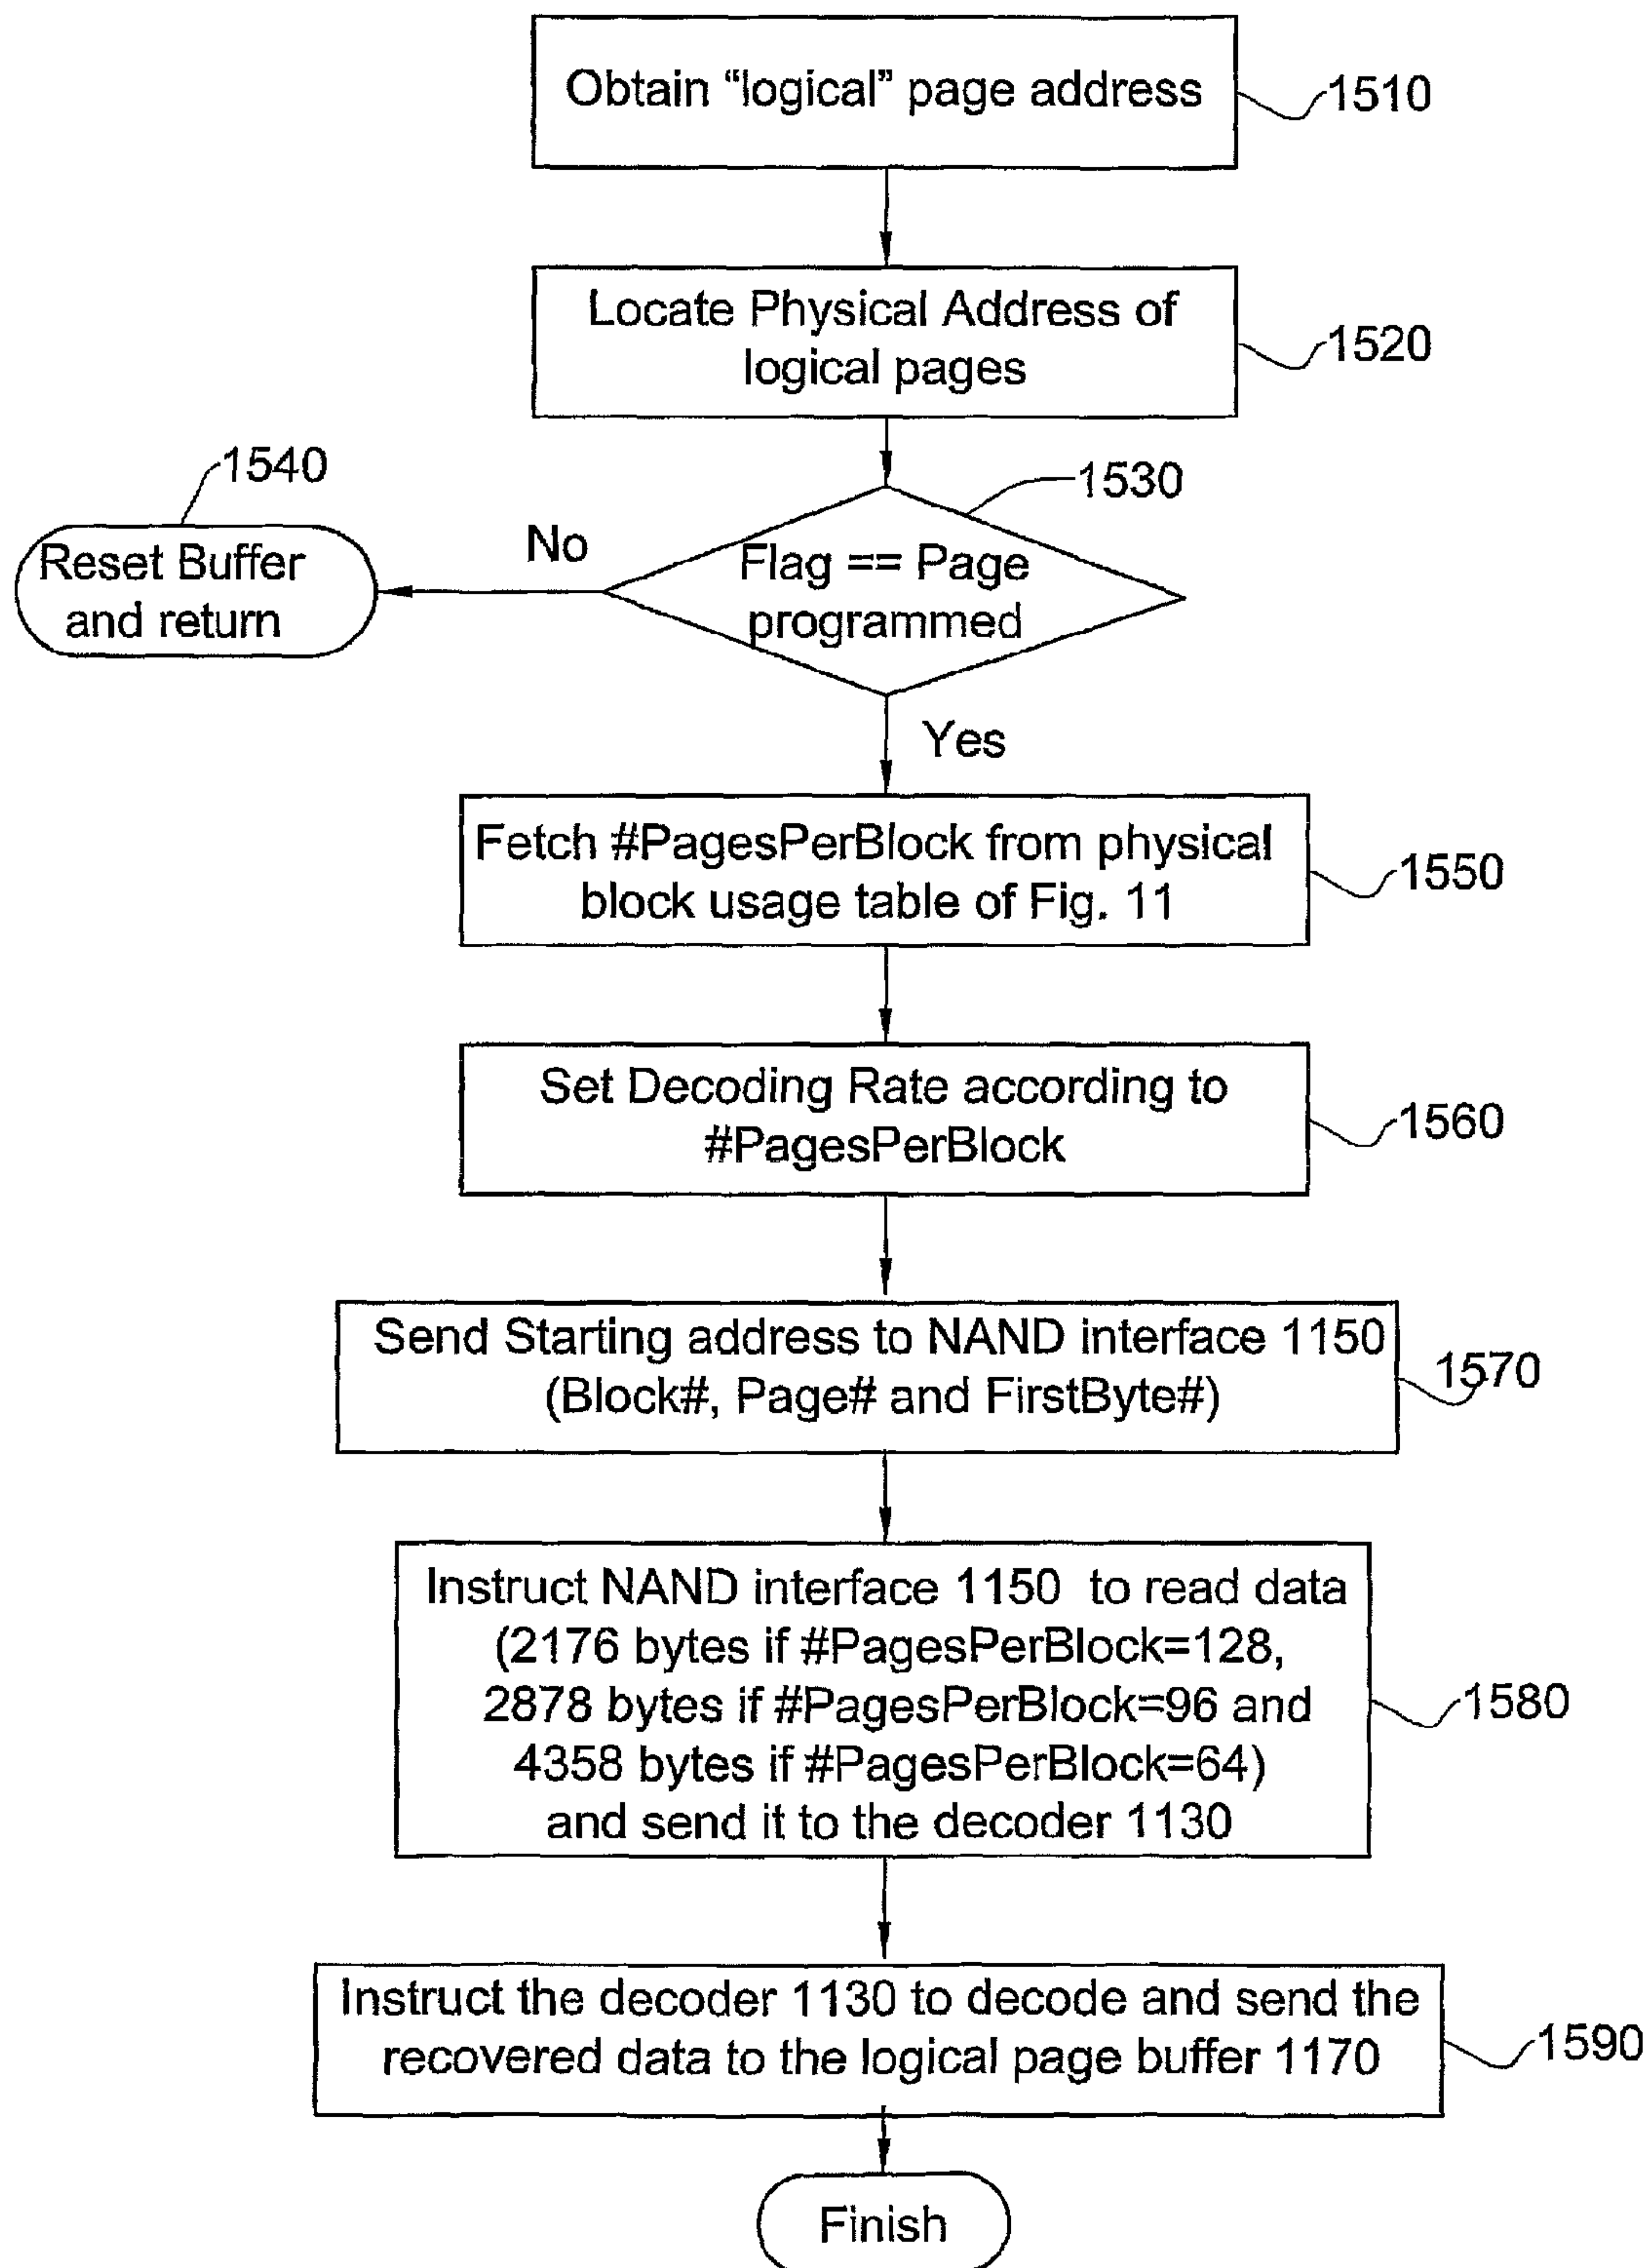 Obtain “logical” page address
1510
Locate Physical Address of
logical pages
1520
1540
1530
Reset Buffer
and return
No
Flag == Page
programmed
Yes
Fetch #PagesPerBlock from physical
block usage table of Fig. 11
1550
Set Decoding Rate according to
#PagesPerBlock
1560
Send Starting address to NAND interface 1150
(Block#, Page# and FirstByte#)
1570
Instruct NAND interface 1150 to read data
(2176 bytes if #PagesPerBlock=128,
2878 bytes if #PagesPerBlock=96 and
4358 bytes if #PagesPerBlock=64)
and send it to the decoder 1130
1580
Instruct the decoder 1130 to decode and send the
recovered data to the logical page buffer 1170
1590
Finish